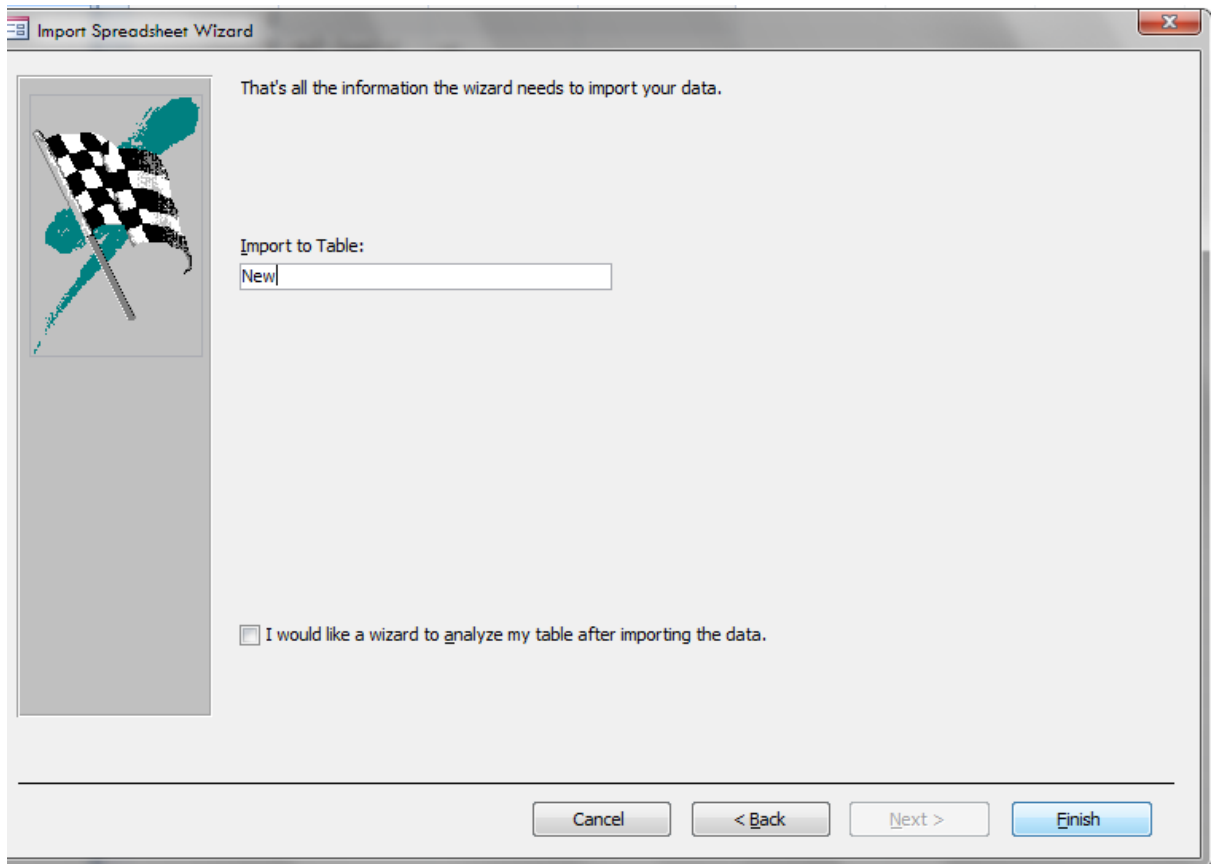 Import Spreadsheet Wizard
That's all the information the wizard needs to import your data.
Import to Table:
New
I would like a wizard to analyze my table after importing the data.
Cancel
< Back
Next >
Finish